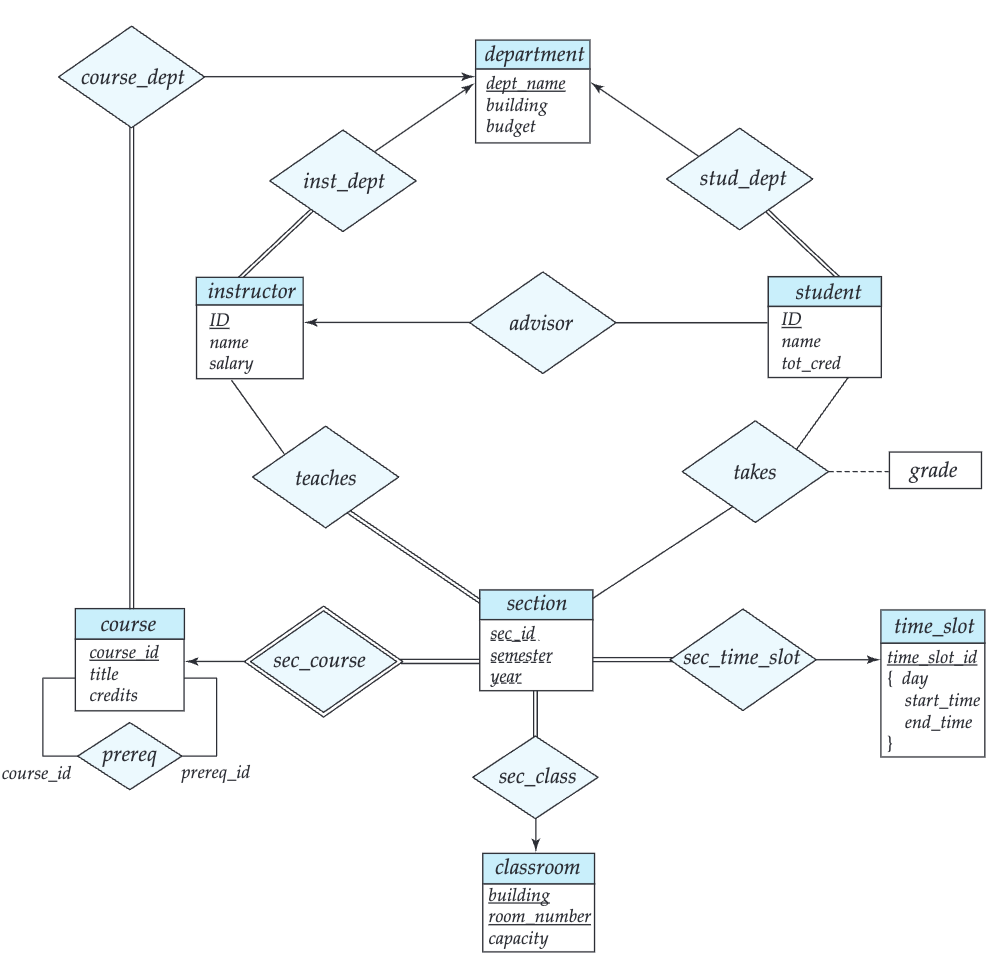 department
course_dept
dept_name
building
budget
inst_dept
stud_dept
instructor
ID
name
salary
advisor
student
ID
name
tot_cred
teaches
takes
grade
section
sec_id
semester
year
course
course_id
title
credits
sec_course
sec_time_slot
time_slot
time_slot_id
{ day
start_time
end_time
}
prereq
course_id
prereq_id
sec_class
classroom
building
room_number
capacity